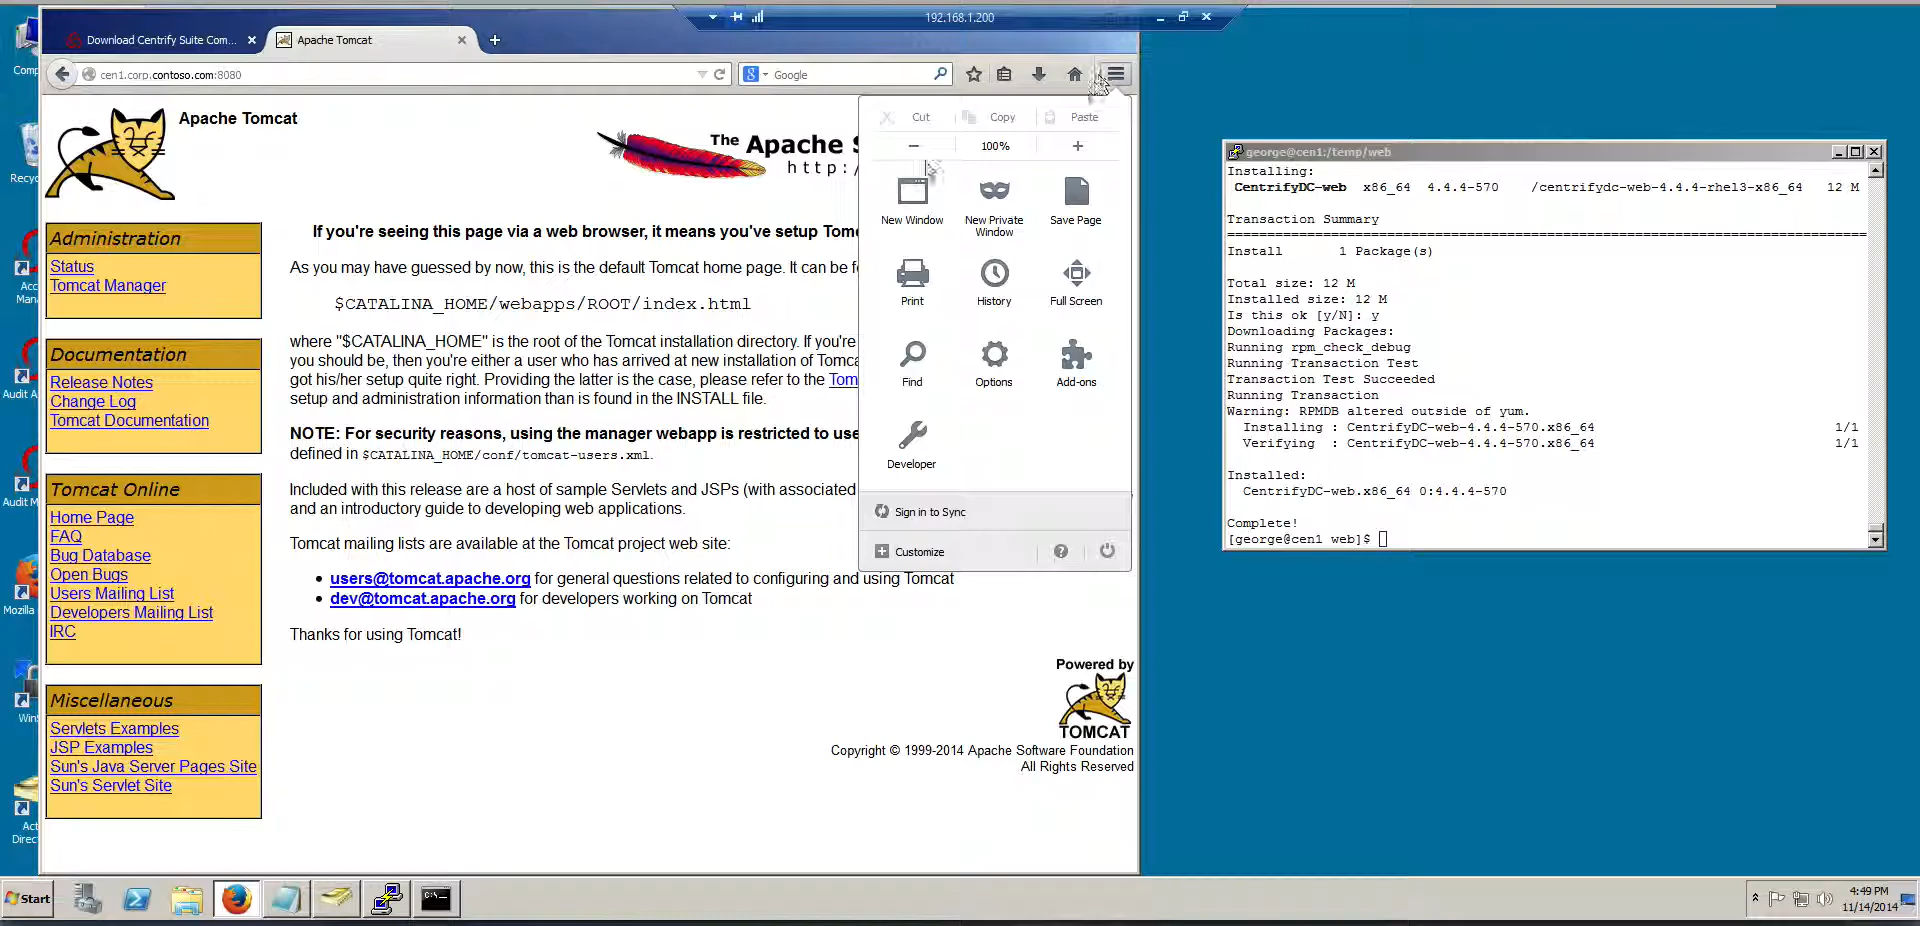 192.168.1.200
Download Centrify Suite Com...
Apache Tomcat
cen1.corp.contoso.com:8080
Google
Cut
Copy
Paste
100%
New Window
New Private Window
Save Page
Print
History
Full Screen
Find
Options
Add-ons
Developer
Sign in to Sync
Customize
Apache Tomcat
The Apache S
http:/
Administration
Status
Tomcat Manager
Documentation
Release Notes
Change Log
Tomcat Documentation
Tomcat Online
Home Page
FAQ
Bug Database
Open Bugs
Users Mailing List
Developers Mailing List
IRC
Miscellaneous
Servlets Examples
JSP Examples
Sun's Java Server Pages Site
Sun's Servlet Site
If you're seeing this page via a web browser, it means you've setup Tomc
As you may have guessed by now, this is the default Tomcat home page. It can be fo
$CATALINA_HOME/webapps/ROOT/index.html
where "$CATALINA_HOME" is the root of the Tomcat installation directory. If you're
you should be, then you're either a user who has arrived at new installation of Tomca
got his/her setup quite right. Providing the latter is the case, please refer to the Tom
setup and administration information than is found in the INSTALL file.
NOTE: For security reasons, using the manager webapp is restricted to use
defined in $CATALINA_HOME/conf/tomcat-users.xml.
Included with this release are a host of sample Servlets and JSPs (with associated
and an introductory guide to developing web applications.
Tomcat mailing lists are available at the Tomcat project web site:
users@tomcat.apache.org for general questions related to configuring and using Tomcat
dev@tomcat.apache.org for developers working on Tomcat
Thanks for using Tomcat!
Powered by
TOMCAT
Copyright © 1999-2014 Apache Software Foundation
All Rights Reserved
george@cen1:/temp/web
Installing:
CentrifyDC-web x86_64 4.4.4-570 /centrifydc-web-4.4.4-rhel3-x86_64 12 M
Transaction Summary
================================================================================
Install 1 Package(s)
Total size: 12 M
Installed size: 12 M
Is this ok [y/N]: y
Downloading Packages:
Running rpm_check_debug
Running Transaction Test
Transaction Test Succeeded
Running Transaction
Warning: RPMDB altered outside of yum.
Installing : CentrifyDC-web-4.4.4-570.x86_64 1/1
Verifying : CentrifyDC-web-4.4.4-570.x86_64 1/1
Installed:
CentrifyDC-web.x86_64 0:4.4.4-570
Complete!
[george@cen1 web]$
Comp
Recyc
Acc
Mana
Audit A
Audit M
Mozilla
Win
Act
Direc
Start
C:\
4:49 PM
11/14/2014